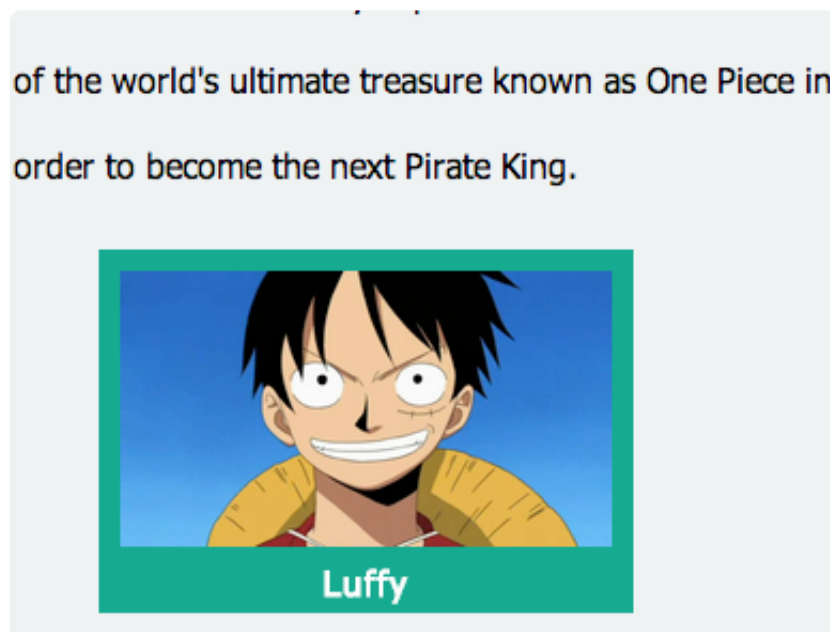 of the world's ultimate treasure known as One Piece in
order to become the next Pirate King.
Luffy